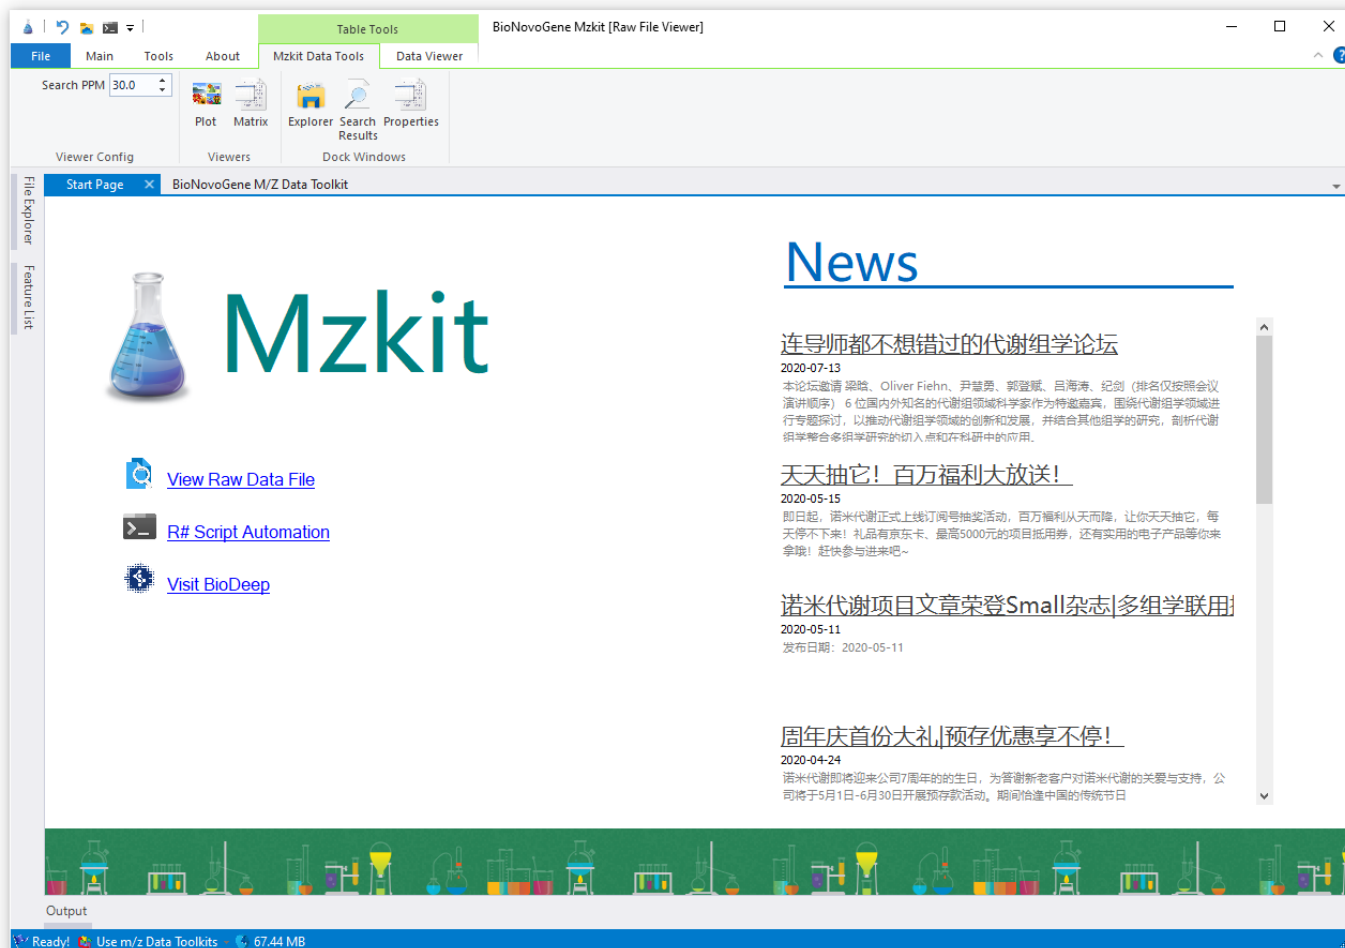 Table Tools
BioNovoGene Mzkit [Raw File Viewer]
File Main Tools About Mzkit Data Tools Data Viewer
Search PPM 30.0
Plot Matrix Explorer Search Results Properties
Viewer Config Viewers Dock Windows
File Explorer
Feature List
Start Page BioNovoGene M/Z Data Toolkit
Mzkit
View Raw Data File
R# Script Automation
Visit BioDeep
News
连导师都不想错过的代谢组学论坛
2020-07-13
本论坛邀请 梁晗、Oliver Fiehn、尹慧勇、郭登赋、吕海涛、纪剑（排名仅按照会议
演讲顺序） 6 位国内外知名的代谢组领域科学家作为特邀嘉宾，围绕代谢组学领域进
行专题探讨，以推动代谢组学领域的创新和发展，并结合其他组学的研究，剖析代谢
组学整合多组学研究的切入点和在科研中的应用。
天天抽它！百万福利大放送！
2020-05-15
即日起，诺米代谢正式上线订阅号抽奖活动，百万福利从天而降，让你天天抽它，每
天停不下来！礼品有京东卡、最高5000元的项目抵用券，还有实用的电子产品等你来
拿哦！赶快参与进来吧~
诺米代谢项目文章荣登Small杂志|多组学联用
2020-05-11
发布日期：2020-05-11
周年庆首份大礼|预存优惠享不停！
2020-04-24
诺米代谢即将迎来公司7周年的的生日，为答谢新老客户对诺米代谢的关爱与支持，公
司将于5月1日-6月30日开展预存款活动。期间恰逢中国的传统节日
Output
Ready! Use m/z Data Toolkits 67.44 MB